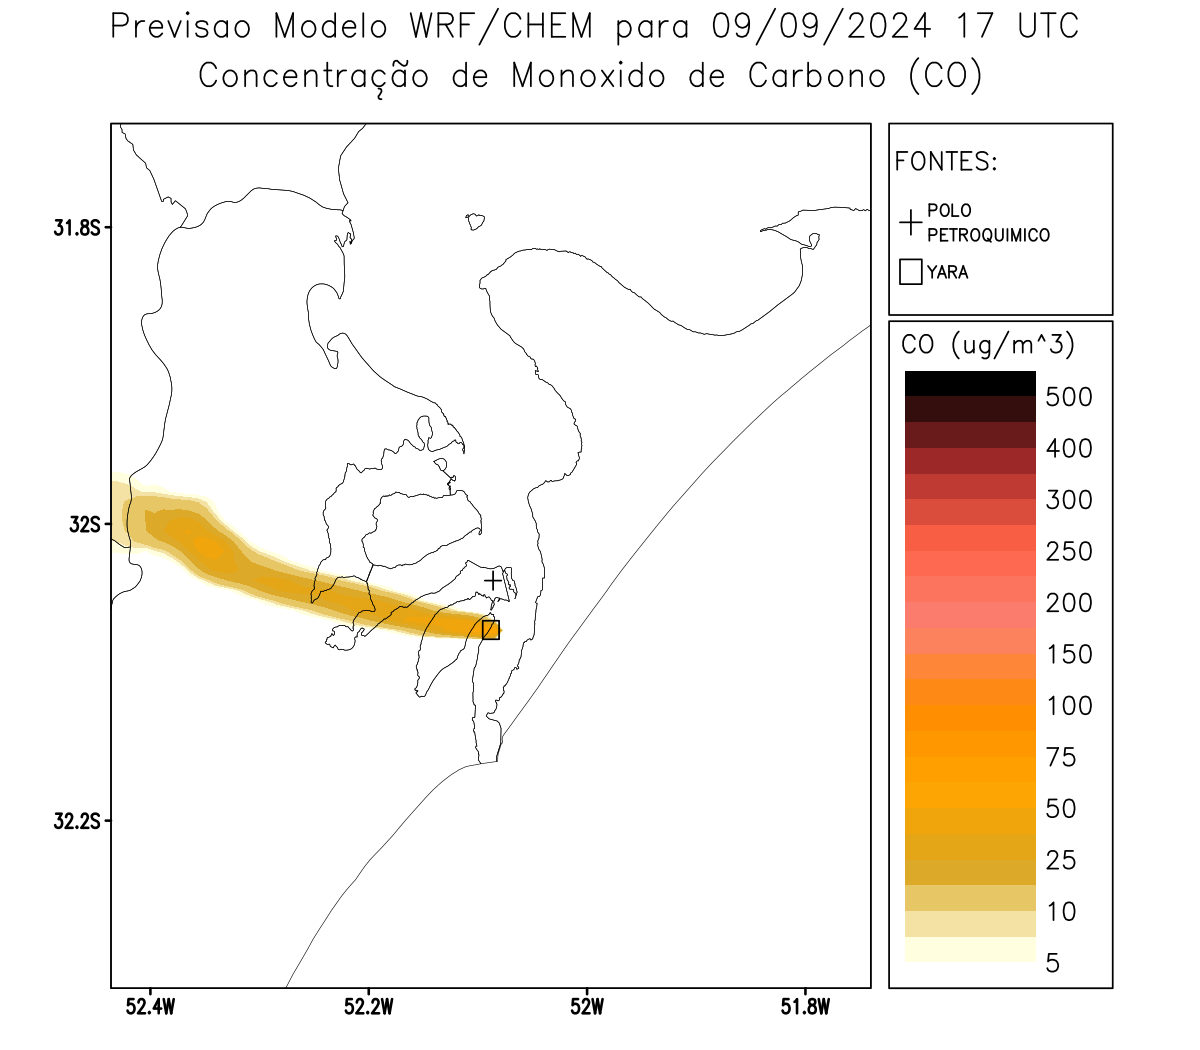 Previsao Modelo WRF/CHEM para 09/09/2024 17 UTC
Concentração de Monoxido de Carbono (CO)
FONTES:
POLO
PETROQUIMICO
YARA
CO (ug/m^3)
500
400
300
250
200
150
100
75
50
25
10
5
31.8S
32S
32.2S
52.4W
52.2W
52W
51.8W